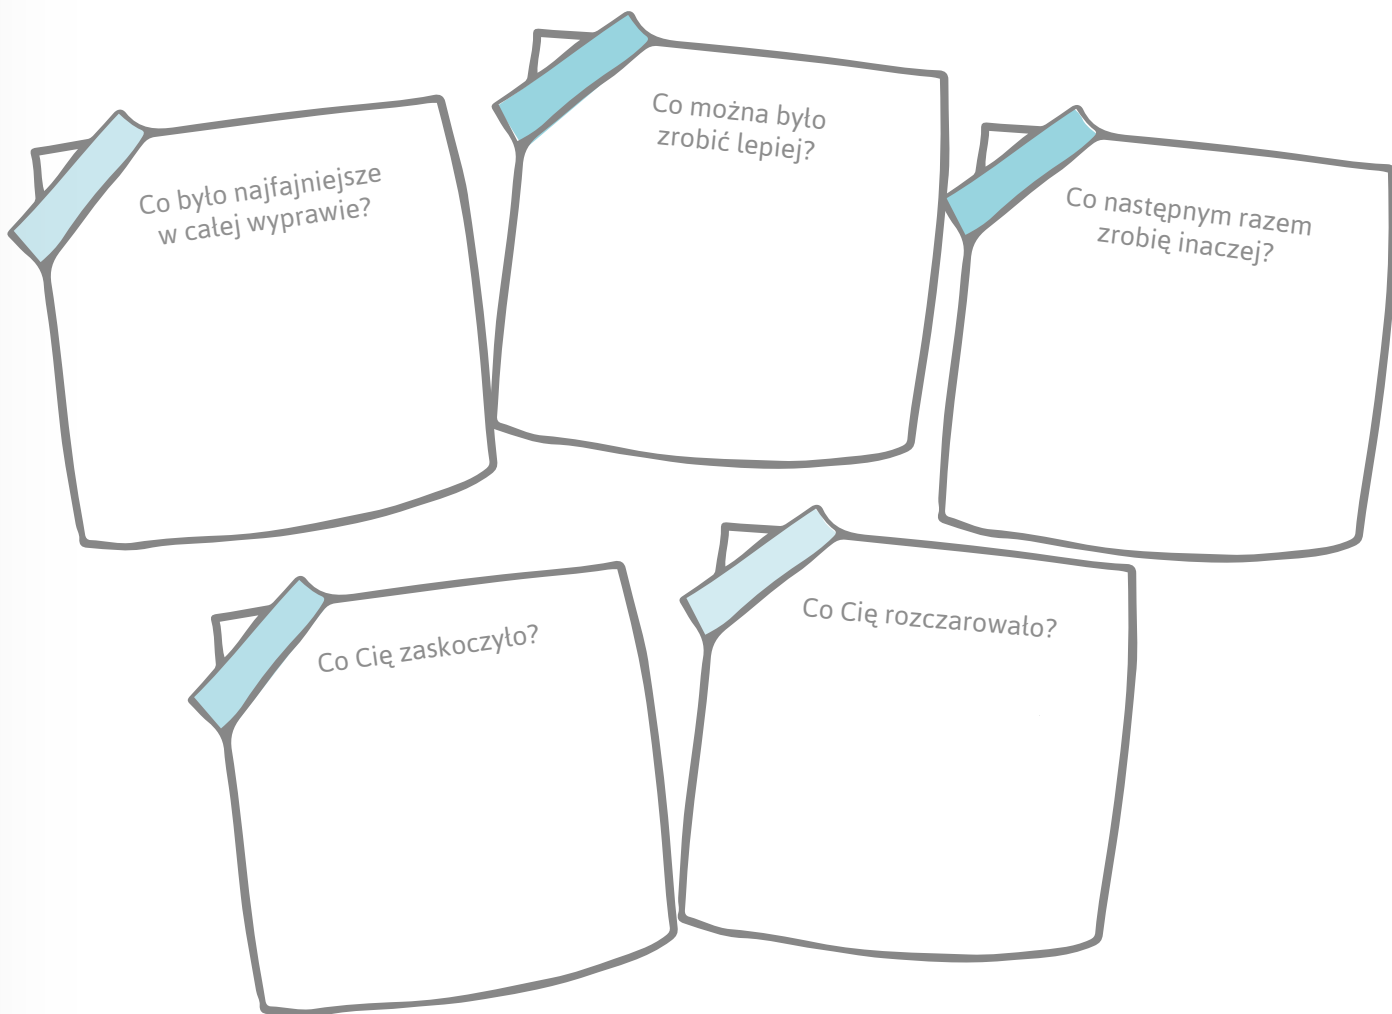 Co było najfajniejsze
w całej wyprawie?
Co można było
zrobić lepiej?
Co następnym razem
zrobię inaczej?
Co Cię zaskoczyło?
Co Cię rozczarowało?